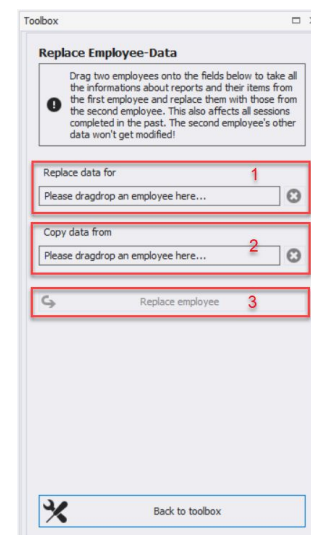 Toolbox
Replace Employee-Data
Drag two employees onto the fields below to take all
the informations about reports and their items from
the first employee and replace them with those from
the second employee. This also affects all sessions
completed in the past. The second employee's other
data won't get modified!
Replace data for 1
Please dragdrop an employee here...
Copy data from 2
Please dragdrop an employee here...
Replace employee 3
Back to toolbox